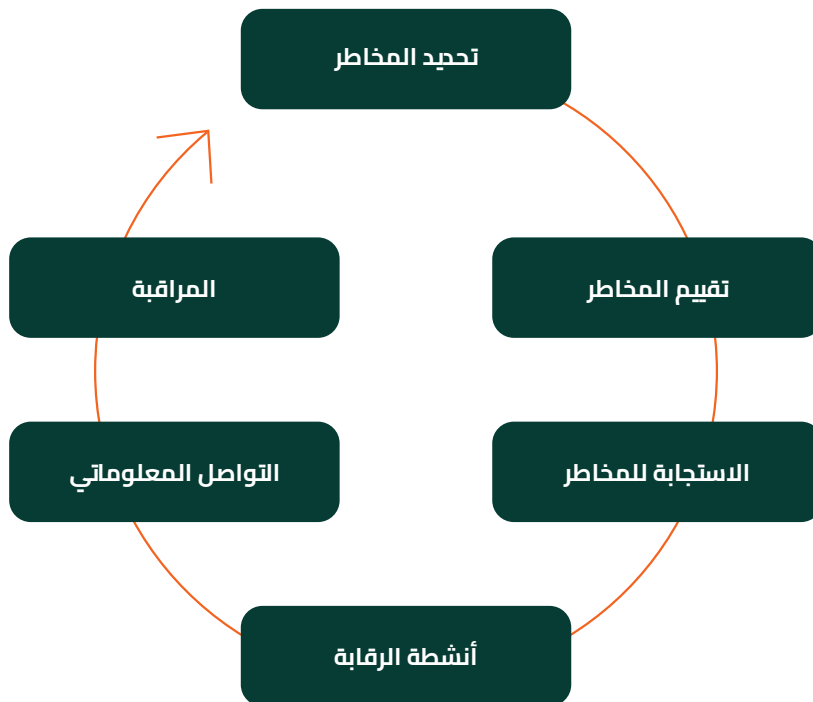 تحديد المخاطر
تقييم المخاطر
الاستجابة للمخاطر
أنشطة الرقابة
التواصل المعلوماتي
المراقبة